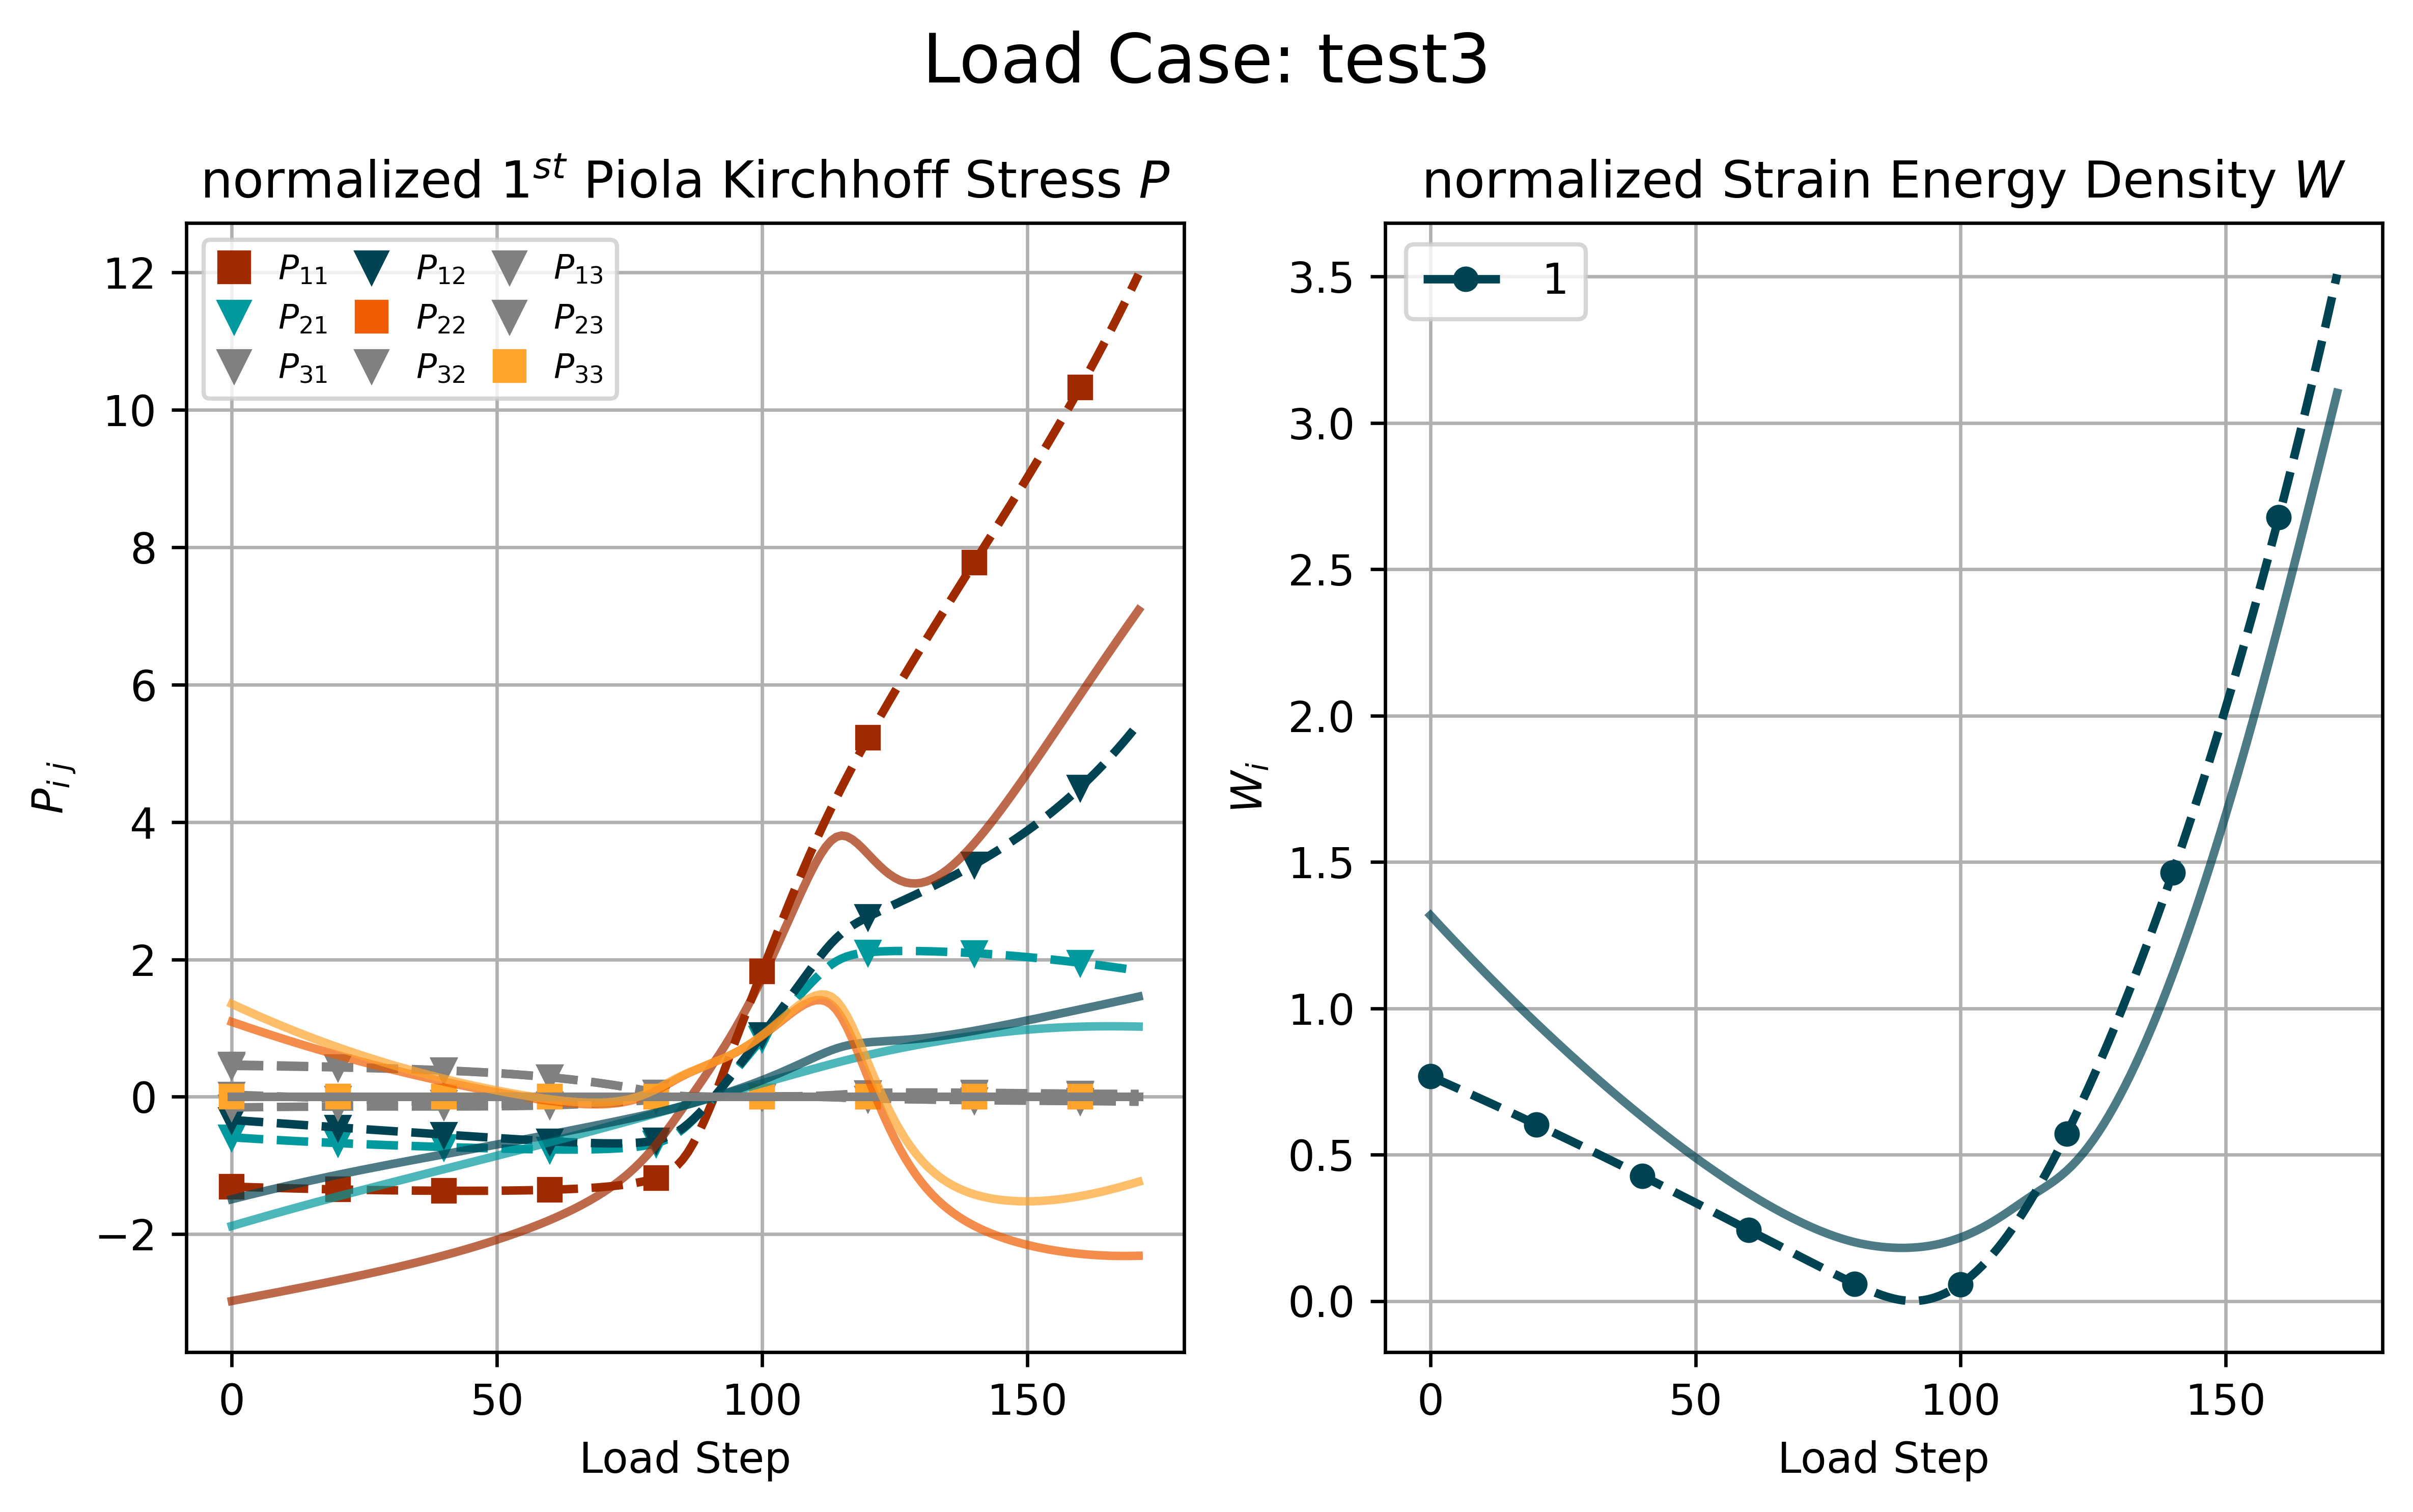 Load Case: test3
normalized 1st Piola Kirchhoff Stress P
P11 P12 P13
P21 P22 P23
P31 P32 P33
12
10
8
6
4
2
0
−2
Pi j
0 50 100 150
Load Step
normalized Strain Energy Density W
1
3.5
3.0
2.5
2.0
1.5
1.0
0.5
0.0
Wi
0 50 100 150
Load Step